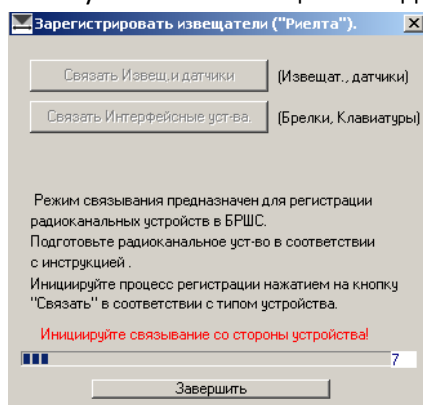 Зарегистрировать извещатели ("Риелта").
Связать Извещ.и датчики (Извещат., датчики)
Связать Интерфейсные уст-ва. (Брелки, Клавиатуры)
Режим связывания предназначен для регистрации
радиоканальных устройств в БРШС.
Подготовьте радиоканальное уст-во в соответствии
с инструкцией .
Инициируйте процесс регистрации нажатием на кнопку
"Связать" в соответствии с типом устройства.
Инициируйте связывание со стороны устройства!
7
Завершить